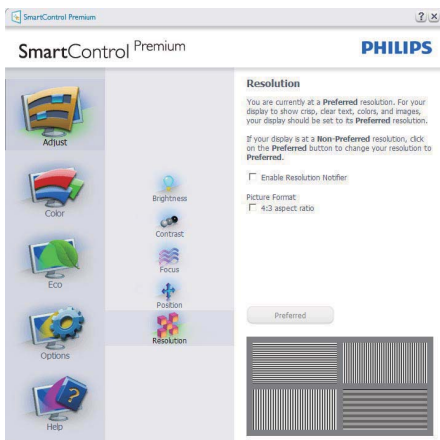 SmartControl Premium
? ×
SmartControl Premium
PHILIPS
Adjust
Color
Eco
Options
Help
Brightness
Contrast
Focus
Position
Resolution
Resolution
You are currently at a Preferred resolution. For your
display to show crisp, clear text, colors, and images,
your display should be set to its Preferred resolution.
If your display is at a Non-Preferred resolution, click
on the Preferred button to change your resolution to
Preferred.
Enable Resolution Notifier
Picture Format
4:3 aspect ratio
Preferred